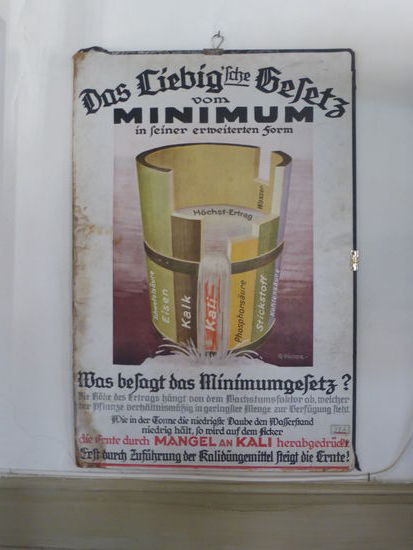 Das Liebig'sche Gesetz
vom
MINIMUM
in seiner erweiterten Form
Wasser
Höchst-Ertrag
Schwefelsäure
Eisen
Kalk
Kali
Phosphorsäure
Stickstoff
Kohlensäure
Was besagt das Minimumgesetz?
Die Höhe des Ertrags hängt von dem Wachstumsfaktor ab, welcher
der Pflanze verhältnismäßig in geringster Menge zur Verfügung steht
Wie in der Tonne die niedrigste Daube den Wasserstand
niedrig hält, so wird auf dem Acker
die Ernte durch MANGEL AN KALI herabgedrückt
Erst durch Zuführung der Kalidüngemittel steigt die Ernte!